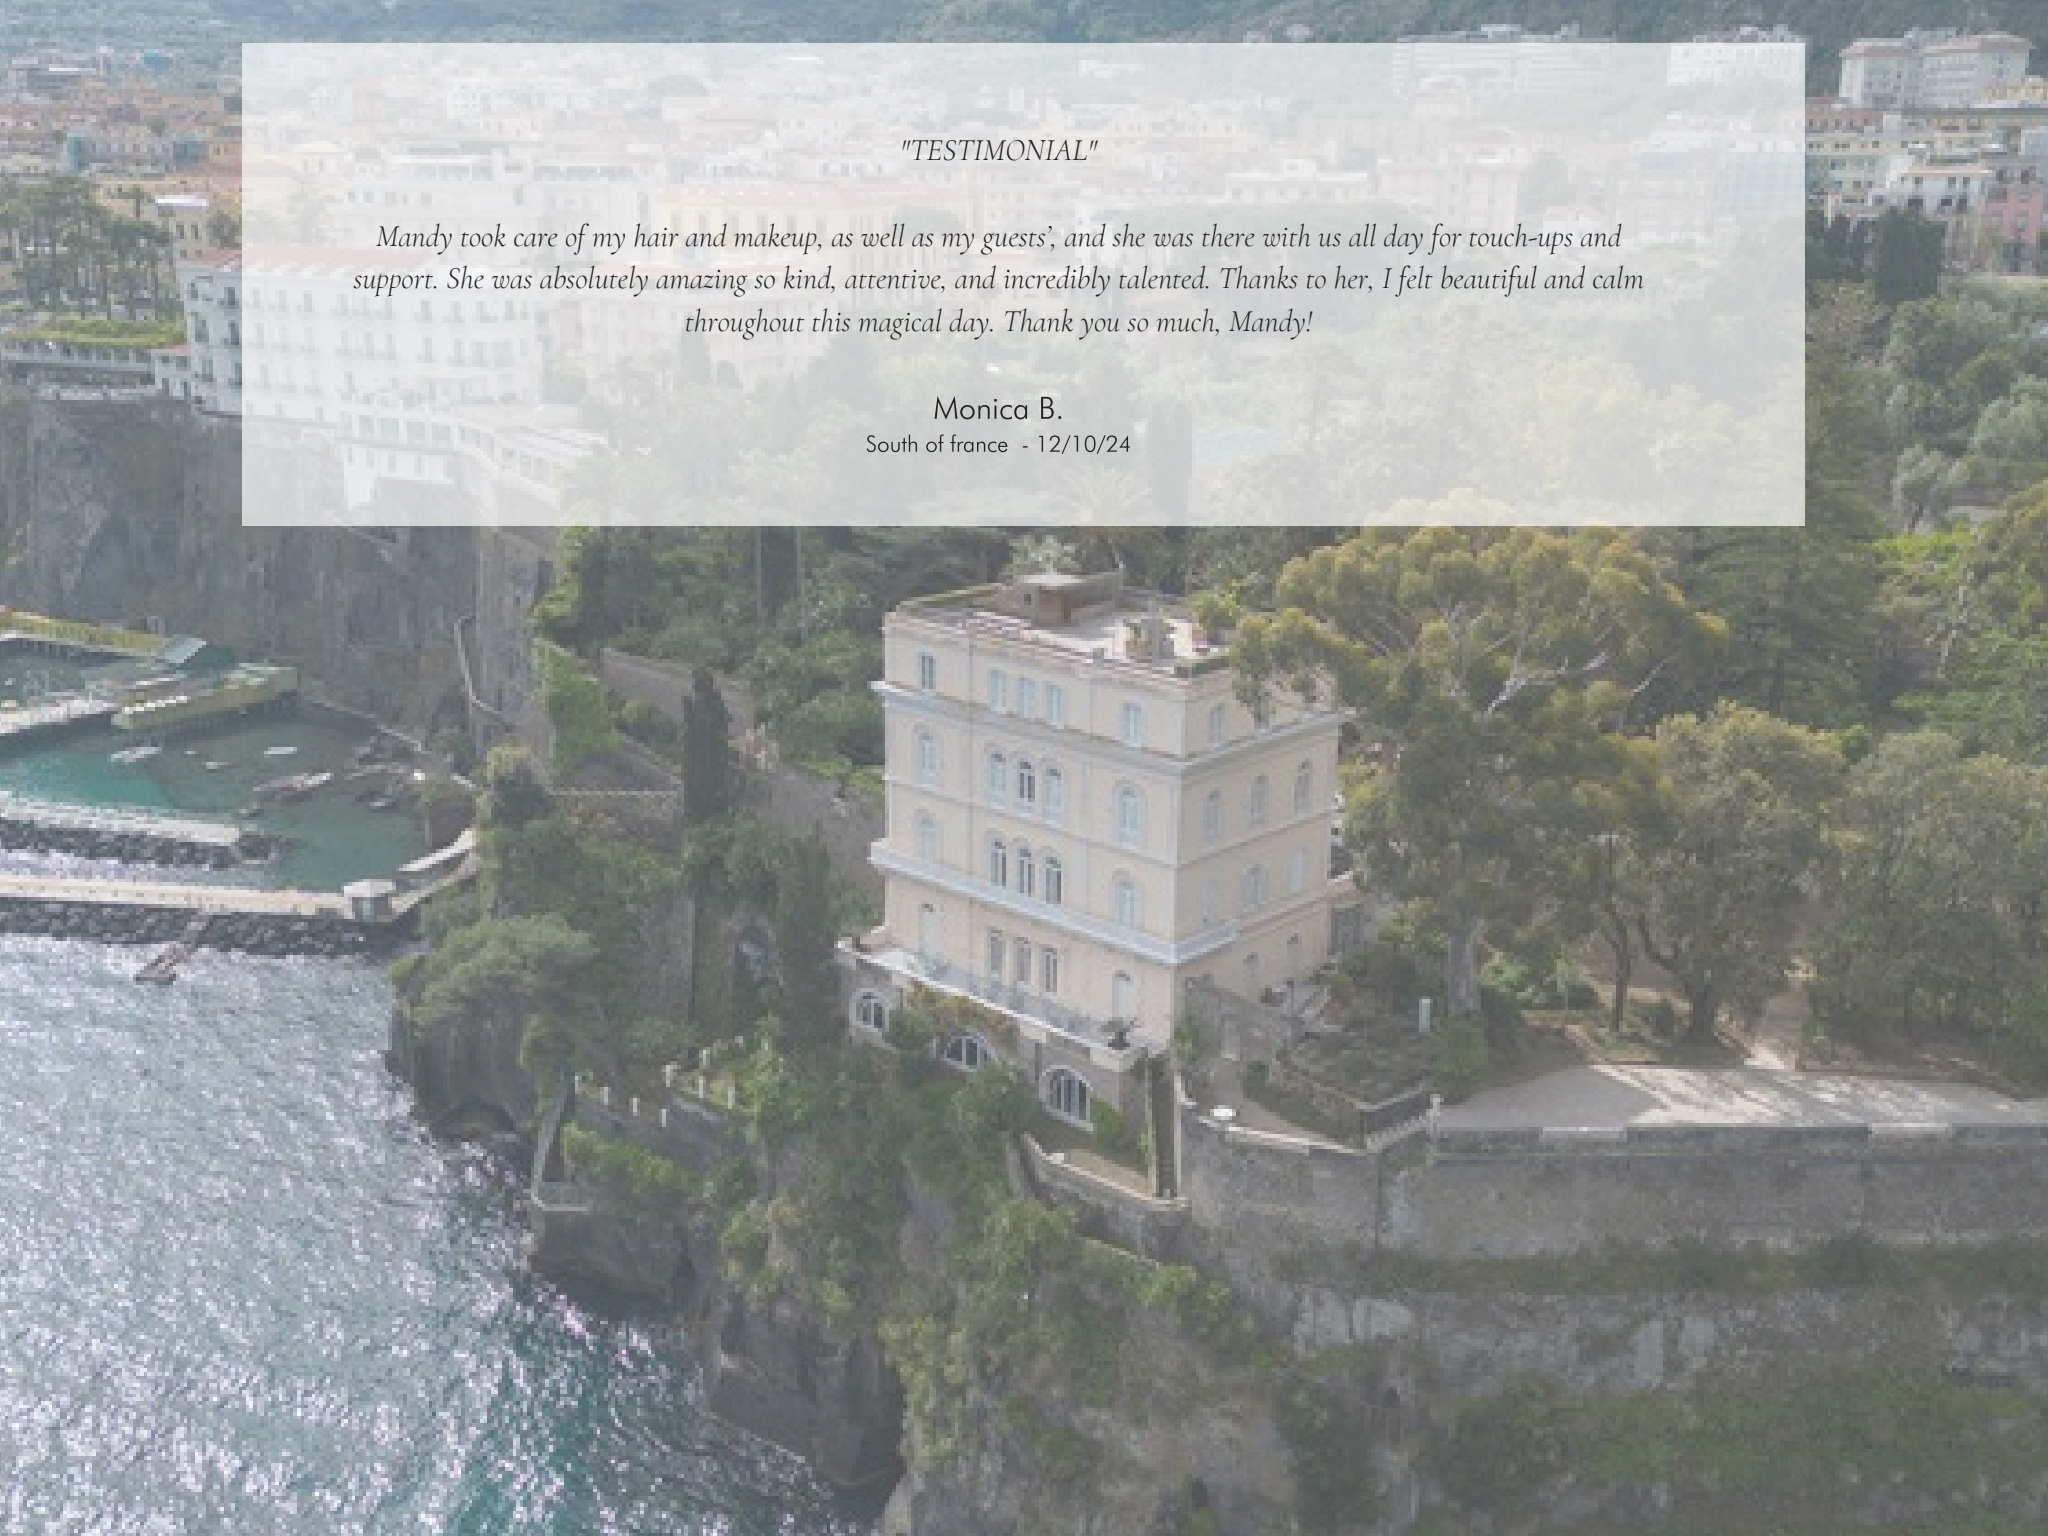 "TESTIMONIAL"
Mandy took care of my hair and makeup, as well as my guests’, and she was there with us all day for touch-ups and
support. She was absolutely amazing so kind, attentive, and incredibly talented. Thanks to her, I felt beautiful and calm
throughout this magical day. Thank you so much, Mandy!
Monica B.
South of france  - 12/10/24